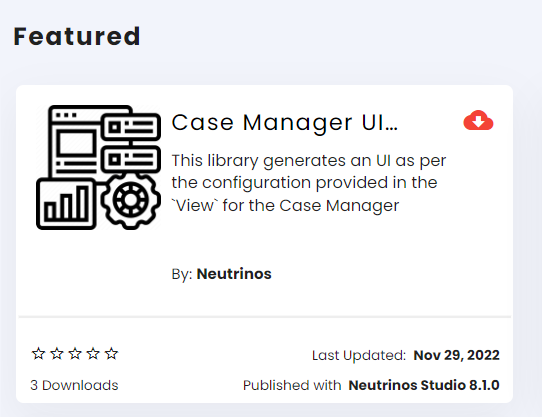 Featured
Case Manager UI...
This library generates an UI as per
the configuration provided in the
`View` for the Case Manager
By: Neutrinos
Last Updated: Nov 29, 2022
3 Downloads
Published with Neutrinos Studio 8.1.0